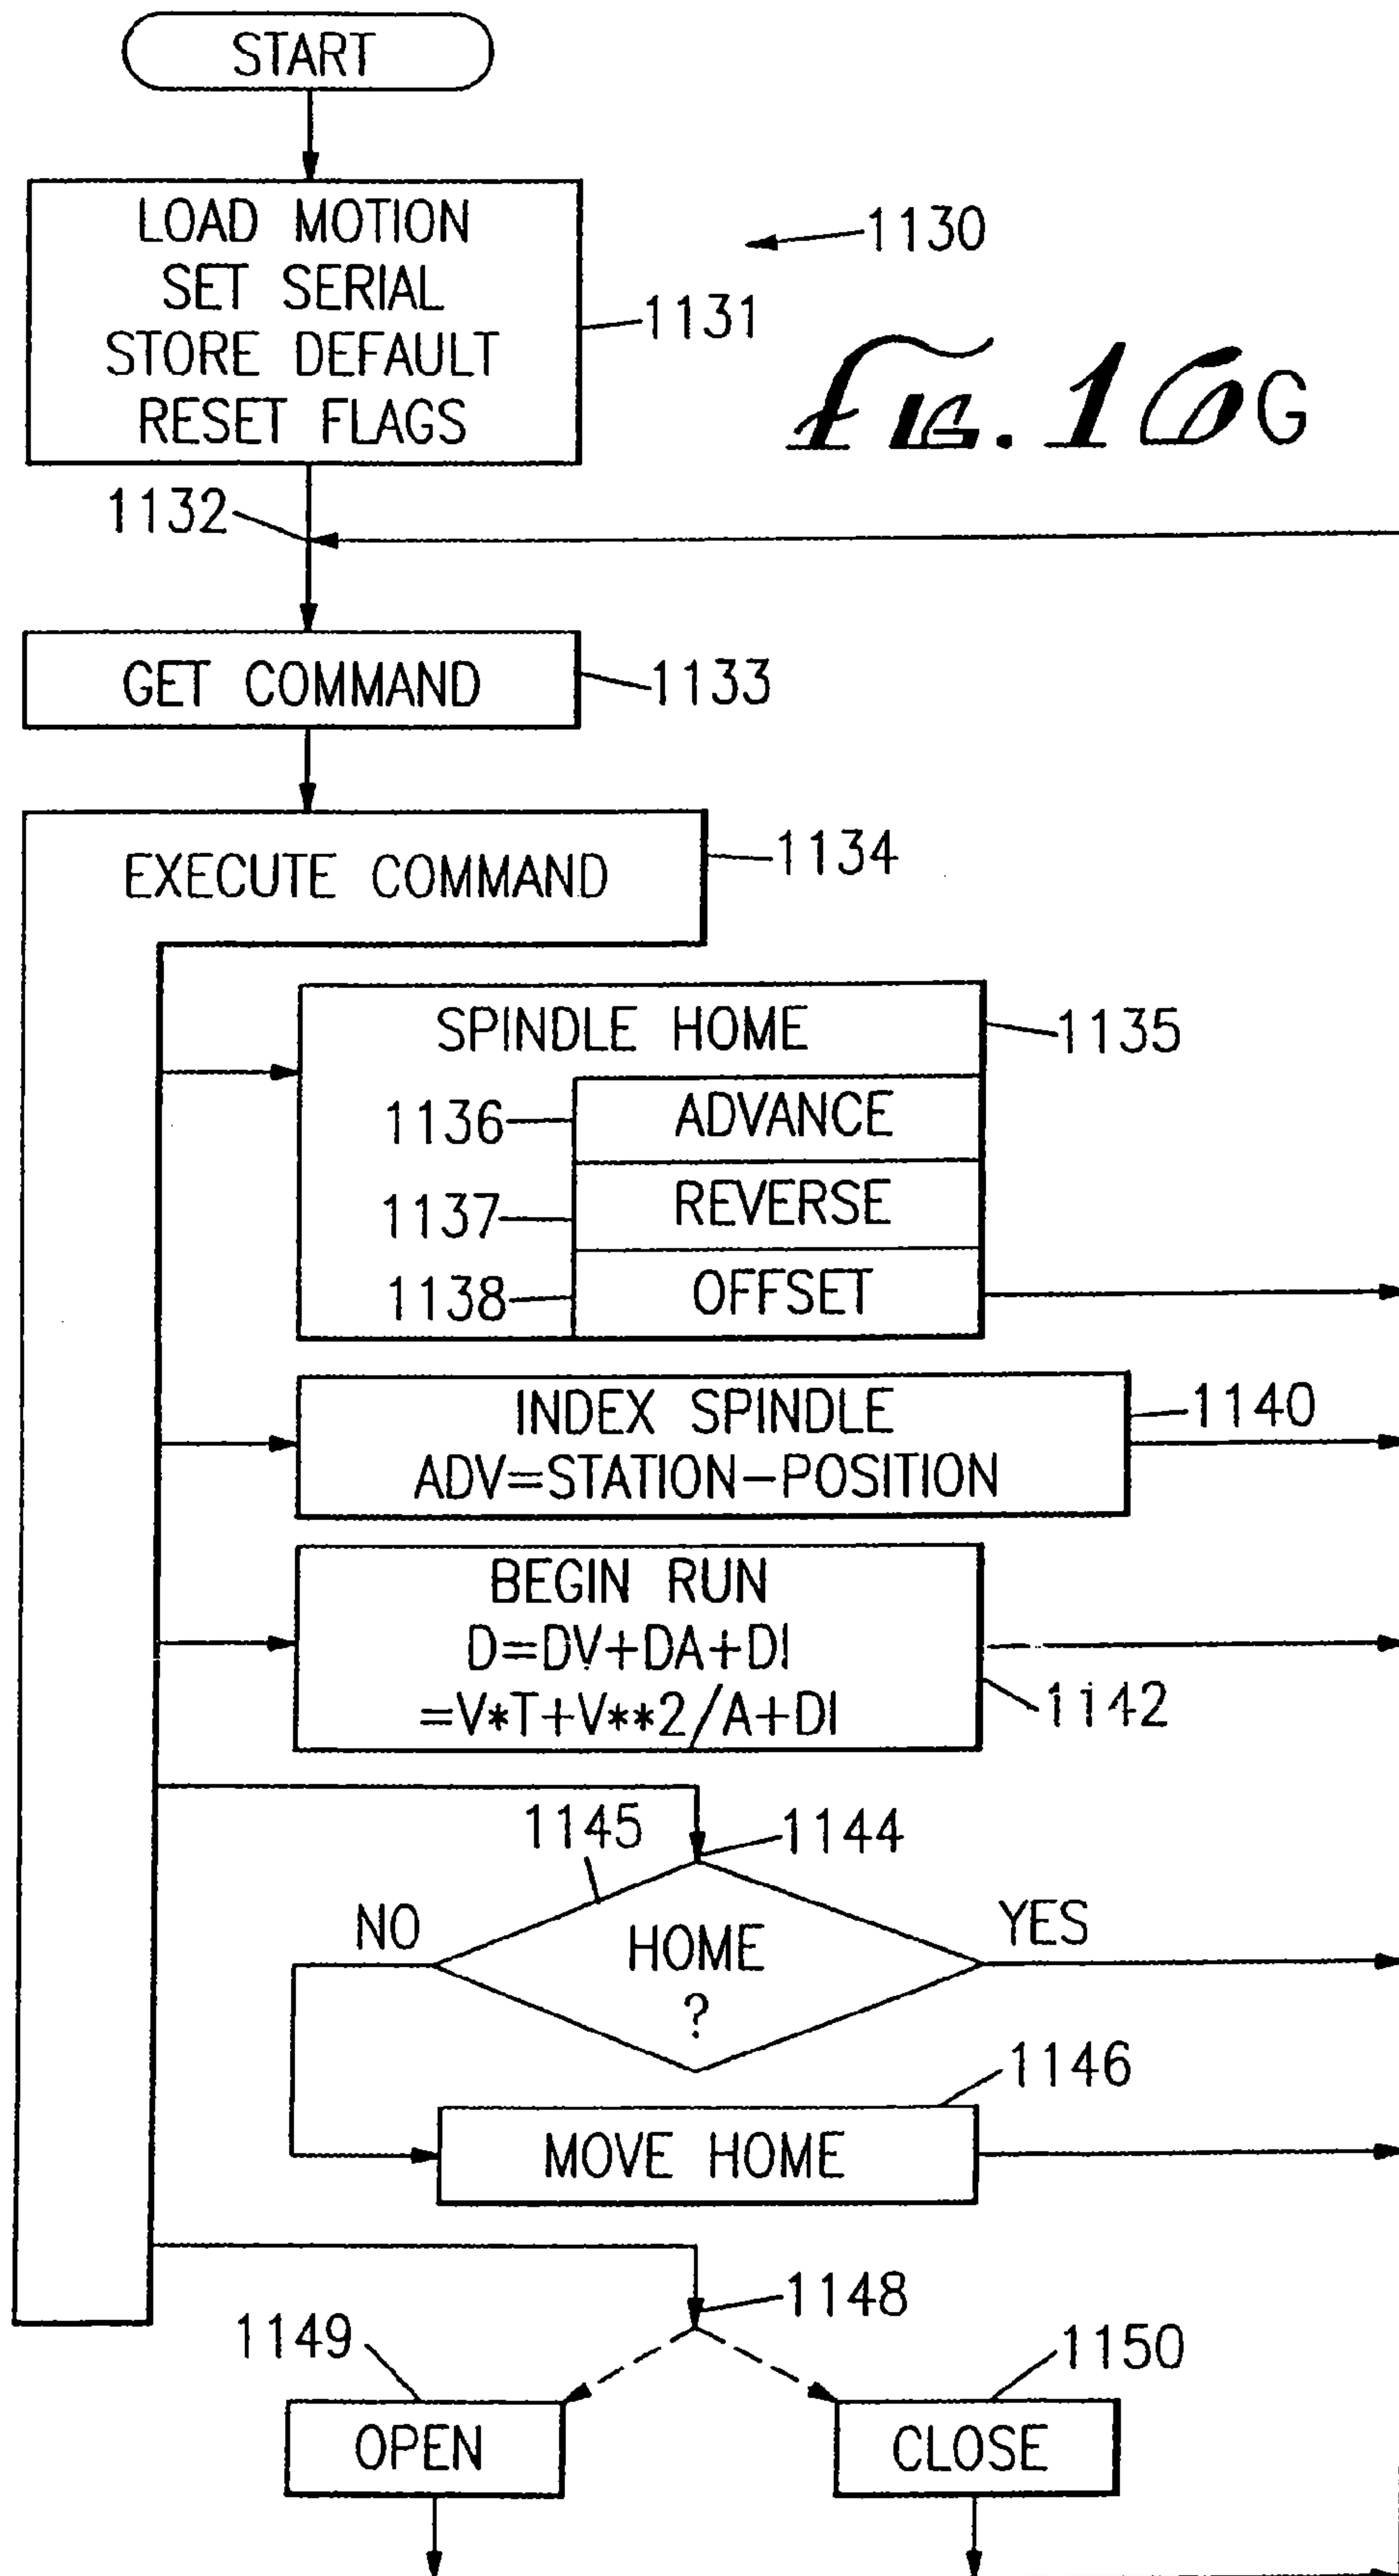 START
LOAD MOTION
SET SERIAL
STORE DEFAULT
RESET FLAGS
1130
1131
FIG. 16G
1132
GET COMMAND
1133
EXECUTE COMMAND
1134
SPINDLE HOME
1135
1136
ADVANCE
1137
REVERSE
1138
OFFSET
INDEX SPINDLE
ADV=STATION-POSITION
1140
BEGIN RUN
D=DV+DA+DI
=V*T+V**2/A+DI
1142
1145
1144
NO
HOME
?
YES
1146
MOVE HOME
1148
1149
1150
OPEN
CLOSE